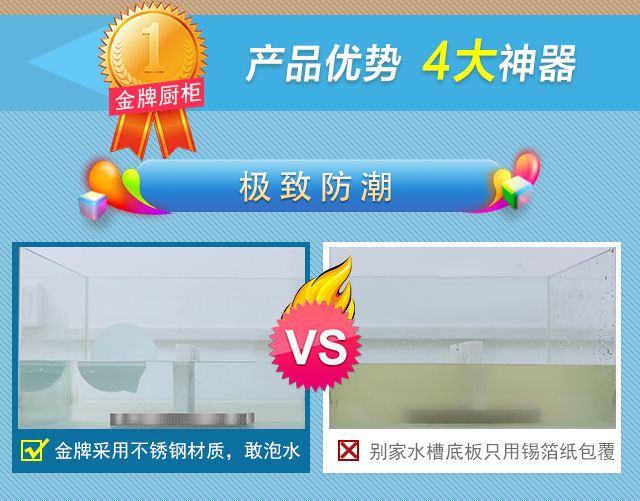 1
金牌厨柜
产品优势 4大神器
极致防潮
VS
金牌采用不锈钢材质，敢泡水
别家水槽底板只用锡箔纸包覆